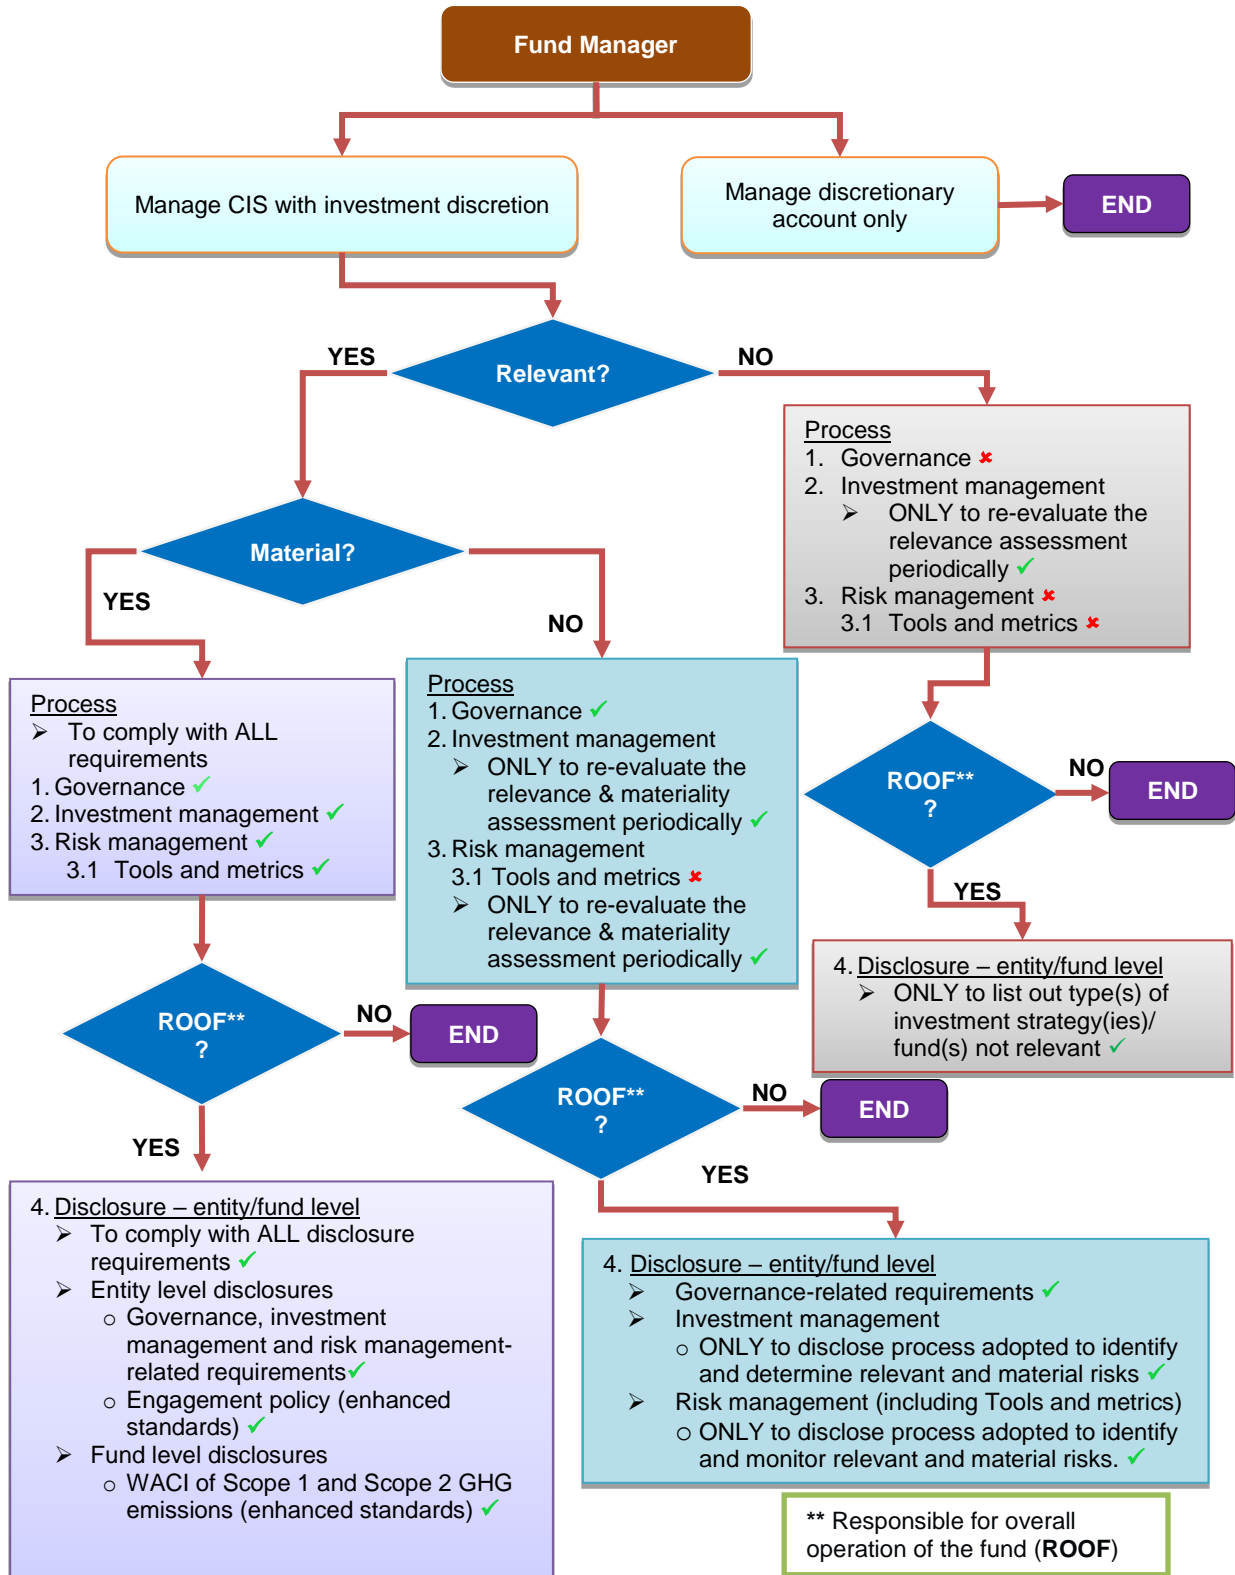 Fund Manager
Manage CIS with investment discretion
Manage discretionary
account only
END
Relevant?
YES
NO
Material?
YES
NO
Process
1. Governance ✖
2. Investment management
➢ ONLY to re-evaluate the
relevance assessment
periodically ✓
3. Risk management ✖
3.1 Tools and metrics ✖
Process
➢ To comply with ALL
requirements
1. Governance ✓
2. Investment management ✓
3. Risk management ✓
3.1 Tools and metrics ✓
Process
1. Governance ✓
2. Investment management
➢ ONLY to re-evaluate the
relevance & materiality
assessment periodically ✓
3. Risk management
3.1 Tools and metrics ✖
➢ ONLY to re-evaluate the
relevance & materiality
assessment periodically ✓
ROOF**
?
NO
END
YES
4. Disclosure – entity/fund level
➢ ONLY to list out type(s) of
investment strategy(ies)/
fund(s) not relevant ✓
ROOF**
?
NO
END
YES
ROOF**
?
NO
END
YES
4. Disclosure – entity/fund level
➢ To comply with ALL disclosure
requirements ✓
➢ Entity level disclosures
○ Governance, investment
management and risk management-
related requirements✓
○ Engagement policy (enhanced
standards) ✓
➢ Fund level disclosures
○ WACI of Scope 1 and Scope 2 GHG
emissions (enhanced standards) ✓
4. Disclosure – entity/fund level
➢ Governance-related requirements ✓
➢ Investment management
○ ONLY to disclose process adopted to identify
and determine relevant and material risks ✓
➢ Risk management (including Tools and metrics)
○ ONLY to disclose process adopted to identify
and monitor relevant and material risks. ✓
** Responsible for overall
operation of the fund (ROOF)